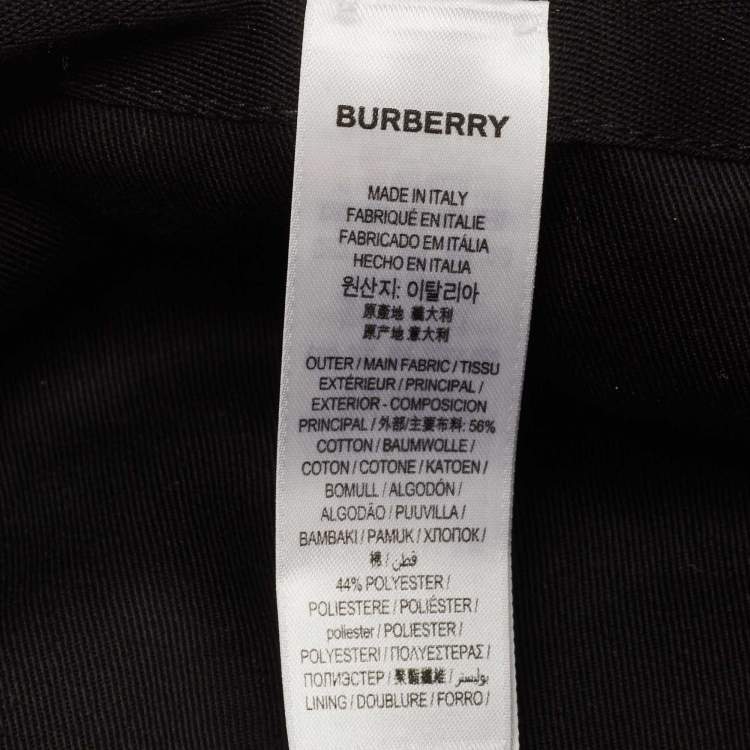 BURBERRY
MADE IN ITALY
FABRIQUÉ EN ITALIE
FABRICADO EM ITÁLIA
HECHO EN ITALIA
원산지: 이탈리아
原產地 義大利
原产地 意大利
OUTER / MAIN FABRIC / TISSU
EXTÉRIEUR / PRINCIPAL /
EXTERIOR - COMPOSICION
PRINCIPAL / 外部/主要布料: 56%
COTTON / BAUMWOLLE /
COTON / COTONE / KATOEN /
BOMULL / ALGODÓN /
ALGODÃO / PUUVILLA /
BAMBAKI / PAMUK / ХЛОПОК /
棉 / قطن
44% POLYESTER /
POLIESTERE / POLIÉSTER /
poliester / POLIESTER /
POLYESTERI / ΠΟΛΥΕΣΤΕΡΑΣ /
ПОЛИЭСТЕР / 聚酯纖維 / بوليستر
LINING / DOUBLURE / FORRO /